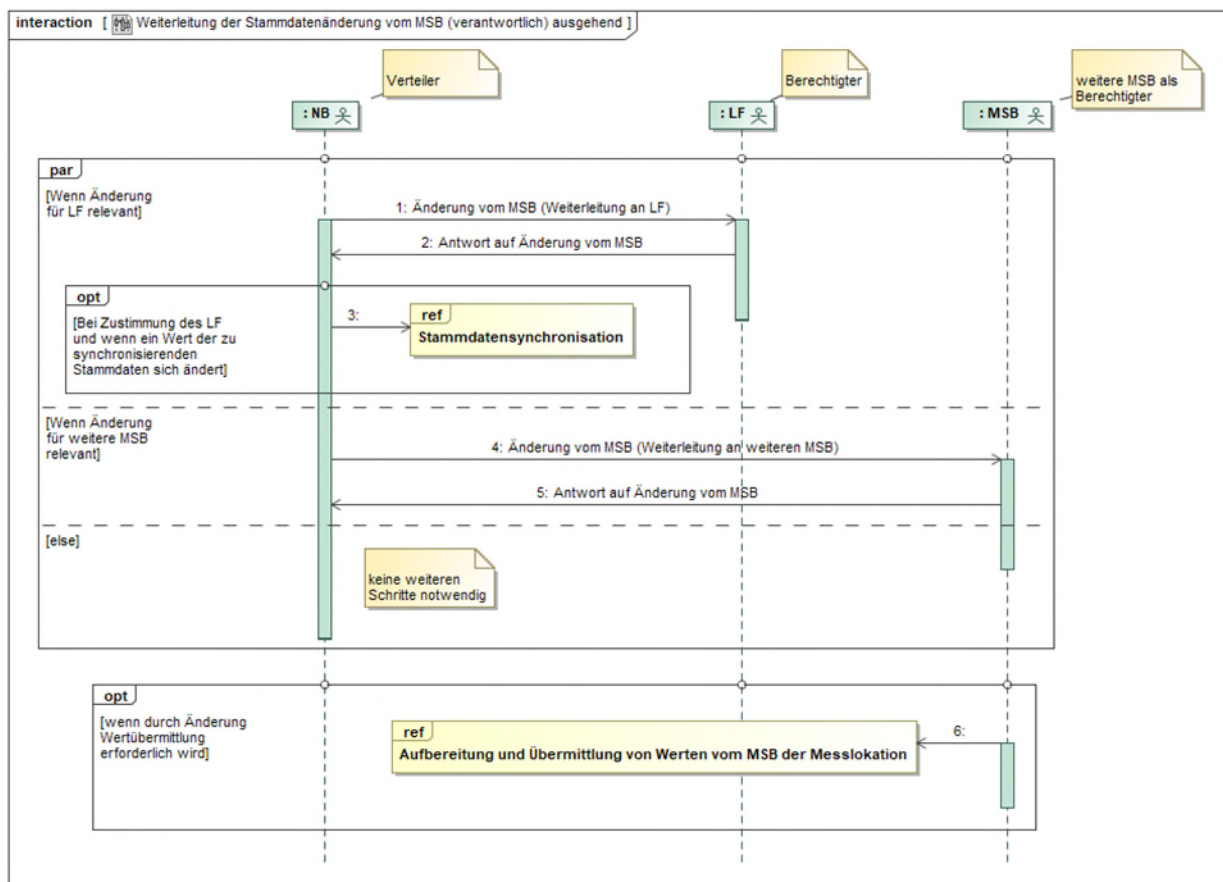 interaction [ Weiterleitung der Stammdatenänderung vom MSB (verantwortlich) ausgehend ]
Verteiler
Berechtigter
weitere MSB als
Berechtigter
: NB
: LF
: MSB
par
[Wenn Änderung
für LF relevant]
1: Änderung vom MSB (Weiterleitung an LF)
2: Antwort auf Änderung vom MSB
opt
[Bei Zustimmung des LF
und wenn ein Wert der zu
synchronisierenden
Stammdaten sich ändert]
3:
ref
Stammdatensynchronisation
[Wenn Änderung
für weitere MSB
relevant]
4: Änderung vom MSB (Weiterleitung an weiteren MSB)
5: Antwort auf Änderung vom MSB
[else]
keine weiteren
Schritte notwendig
opt
[wenn durch Änderung
Wertübermittlung
erforderlich wird]
ref
Aufbereitung und Übermittlung von Werten vom MSB der Messlokation
6: